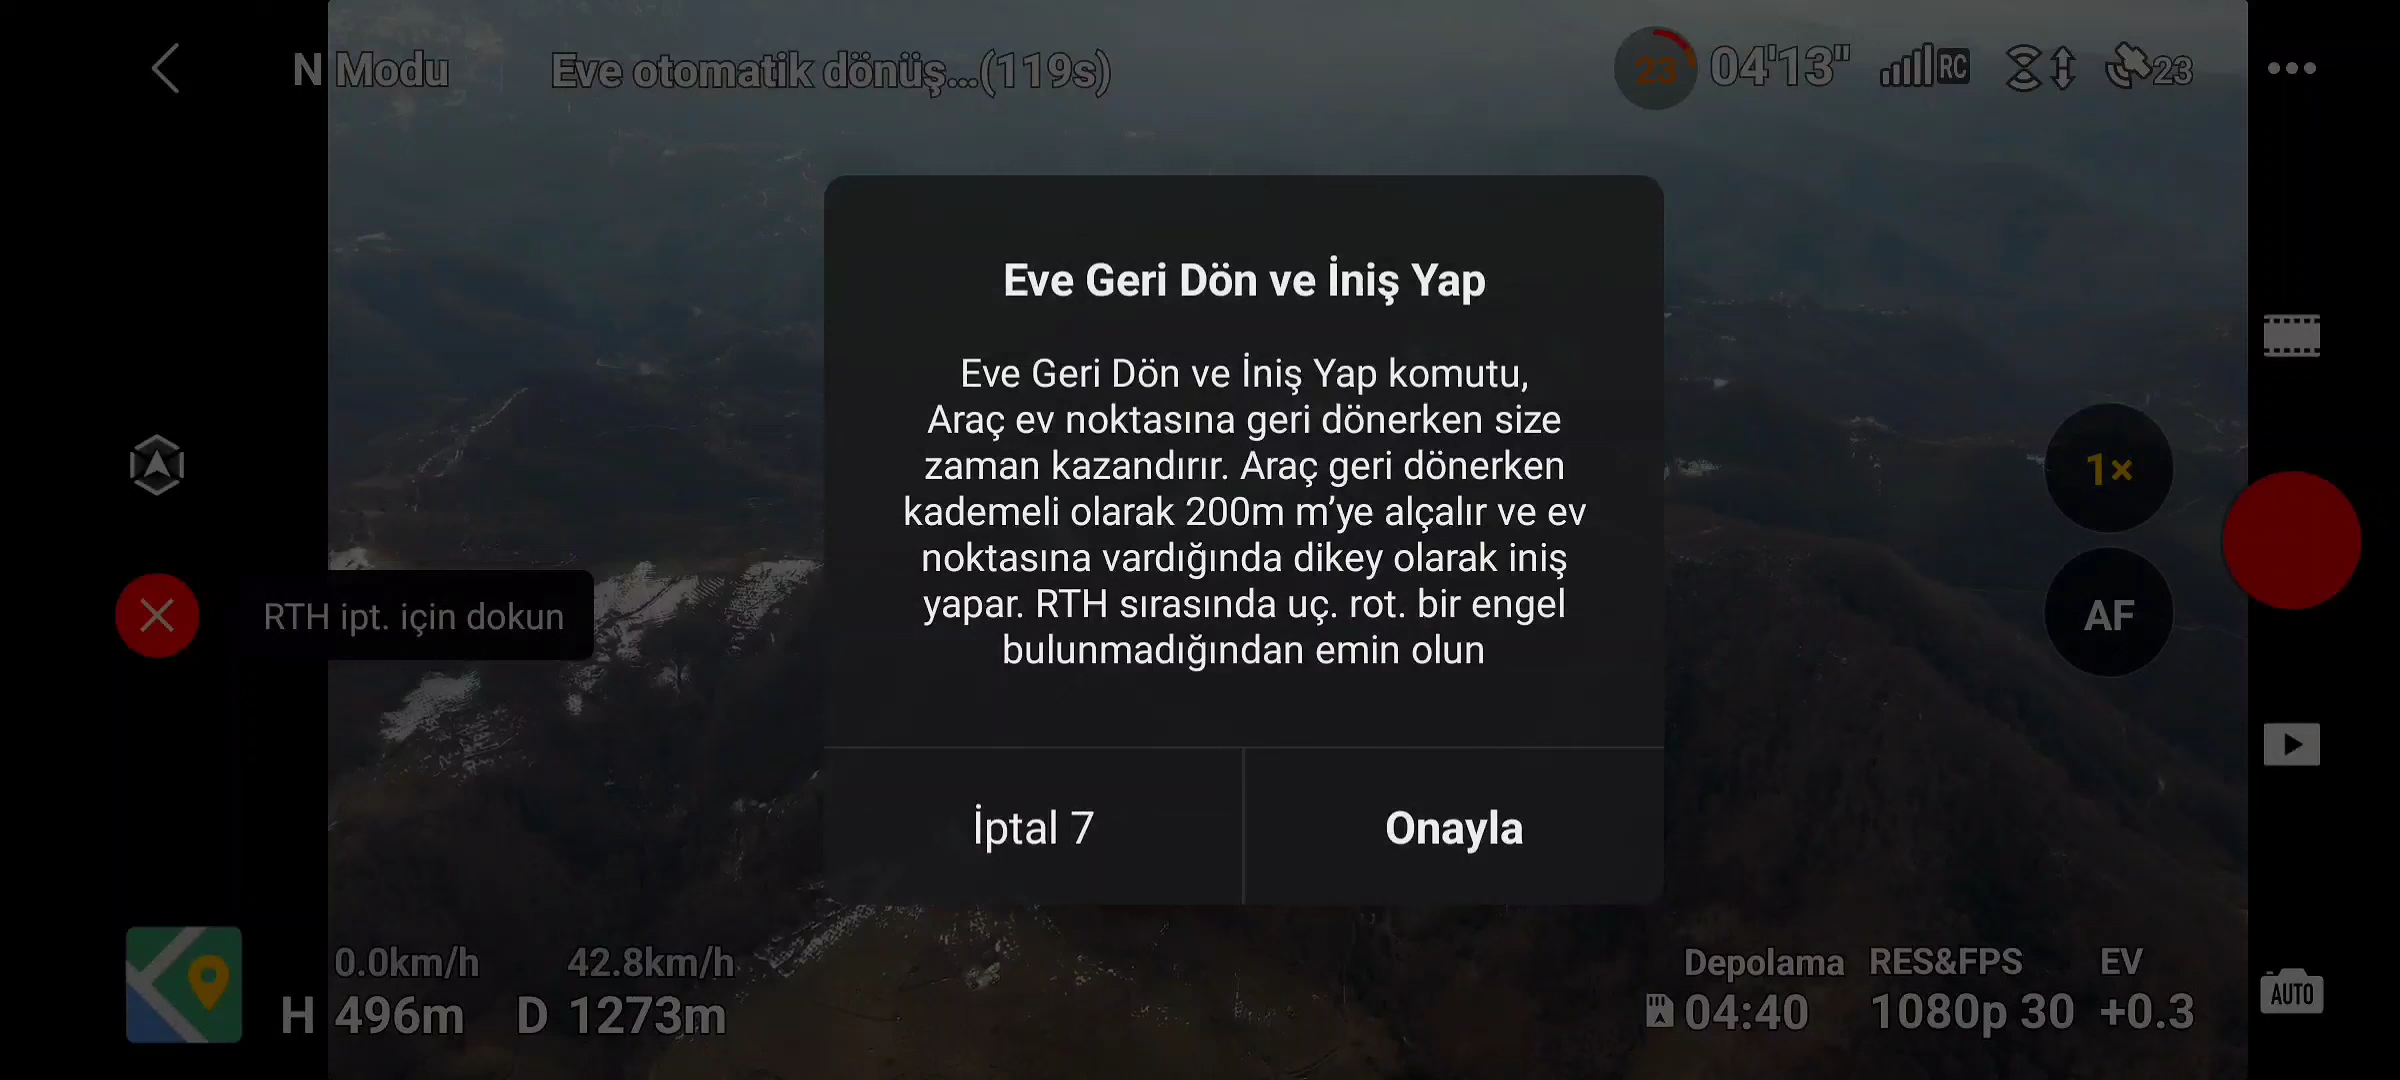 N Modu
Eve otomatik dönüş...(119s)
23
04'13"
RC
23
Eve Geri Dön ve İniş Yap
Eve Geri Dön ve İniş Yap komutu,
Araç ev noktasına geri dönerken size
zaman kazandırır. Araç geri dönerken
kademeli olarak 200m m'ye alçalır ve ev
noktasına vardığında dikey olarak iniş
yapar. RTH sırasında uç. rot. bir engel
bulunmadığından emin olun
İptal 7
Onayla
RTH ipt. için dokun
1×
AF
0.0km/h
42.8km/h
H 496m
D 1273m
Depolama
RES&FPS
EV
04:40
1080p 30
+0.3
AUTO